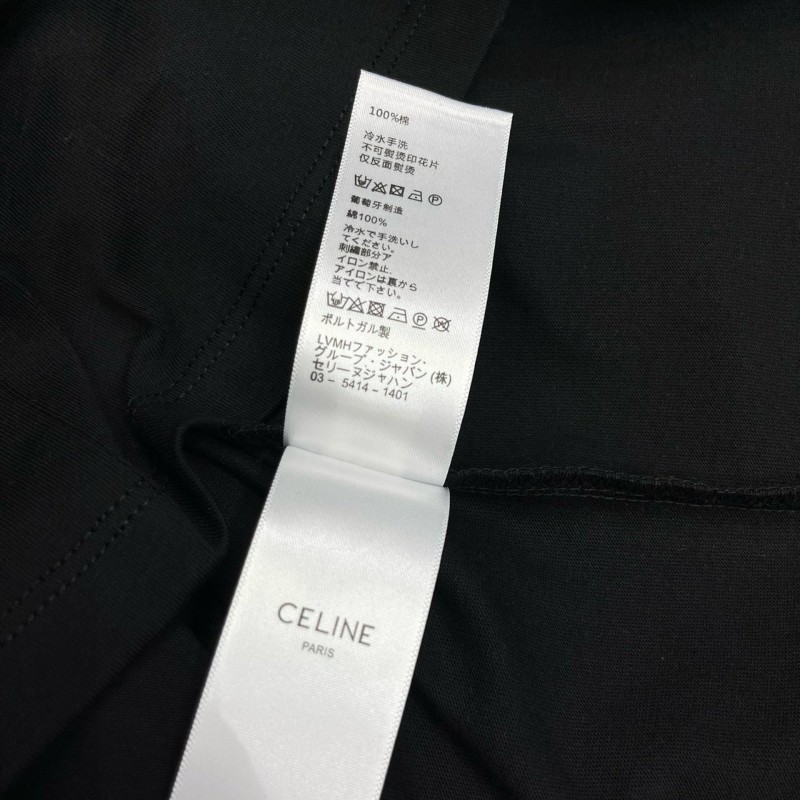 100%棉
冷水手洗
不可熨烫印花片
仅反面熨烫
葡萄牙制造
綿100%
冷水で手洗いし
てください。
刺繍部分ア
イロン禁止.
アイロンは裏から
当てて下さい。
ポルトガル製
LVMHファッション.
グループ・ジャパン(株)
セリーヌジャハン
03-5414-1401
CELINE
PARIS